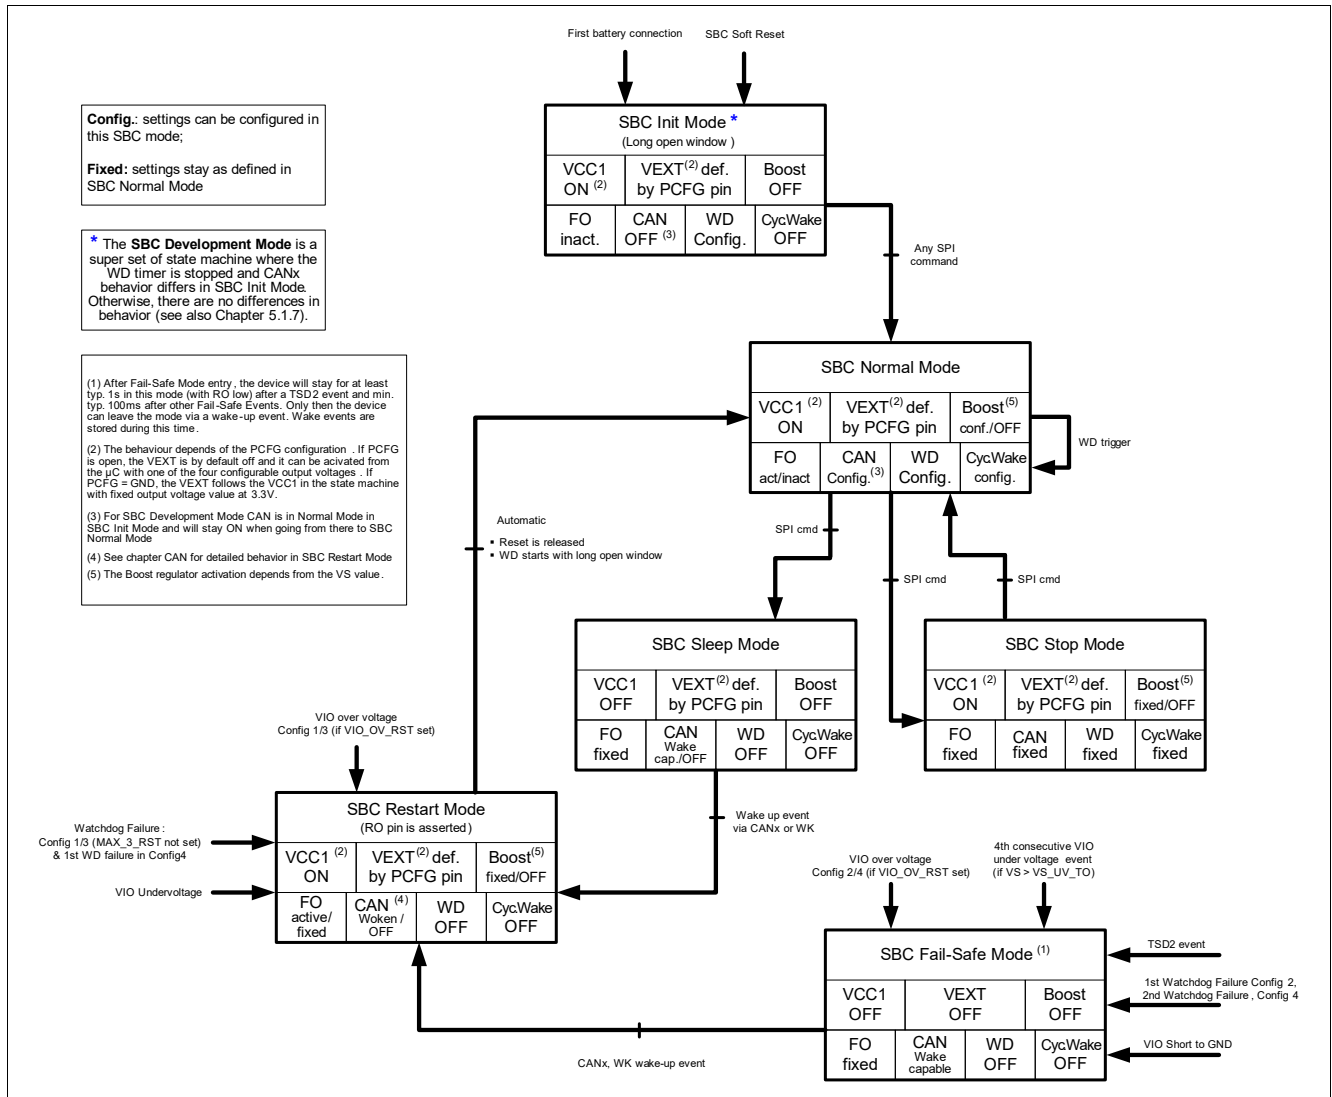 First battery connection
SBC Soft Reset
Config.: settings can be configured in
this SBC mode;
Fixed: settings stay as defined in
SBC Normal Mode
* The SBC Development Mode is a
super set of state machine where the
WD timer is stopped and CANx
behavior differs in SBC Init Mode.
Otherwise, there are no differences in
behavior (see also Chapter 5.1.7).
(1) After Fail-Safe Mode entry, the device will stay for at least
typ. 1s in this mode (with RO low) after a TSD2 event and min.
typ. 100ms after other Fail-Safe Events. Only then the device
can leave the mode via a wake-up event. Wake events are
stored during this time.
(2) The behaviour depends of the PCFG configuration . If PCFG
is open, the VEXT is by default off and it can be acivated from
the µC with one of the four configurable output voltages . If
PCFG = GND, the VEXT follows the VCC1 in the state machine
with fixed output voltage value at 3.3V.
(3) For SBC Development Mode CAN is in Normal Mode in
SBC Init Mode and will stay ON when going from there to SBC
Normal Mode
(4) See chapter CAN for detailed behavior in SBC Restart Mode
(5) The Boost regulator activation depends from the VS value.
SBC Init Mode *
(Long open window )
VCC1
ON (2)
VEXT(2) def.
by PCFG pin
Boost
OFF
FO
inact.
CAN
OFF (3)
WD
Config.
Cyc.Wake
OFF
Any SPI
command
SBC Normal Mode
VCC1 (2)
ON
VEXT(2) def.
by PCFG pin
Boost(5)
conf./OFF
FO
act/inact
CAN
Config.(3)
WD
Config.
Cyc.Wake
config.
WD trigger
Automatic
▪ Reset is released
▪ WD starts with long open window
SPI cmd
SPI cmd
SPI cmd
SBC Sleep Mode
VCC1
OFF
VEXT(2) def.
by PCFG pin
Boost
OFF
FO
fixed
CAN
Wake
cap./OFF
WD
OFF
Cyc.Wake
OFF
SBC Stop Mode
VCC1 (2)
ON
VEXT(2) def.
by PCFG pin
Boost(5)
fixed/OFF
FO
fixed
CAN
fixed
WD
fixed
Cyc.Wake
fixed
VIO over voltage
Config 1/3 (if VIO_OV_RST set)
Watchdog Failure :
Config 1/3 (MAX_3_RST not set)
& 1st WD failure in Config4
VIO Undervoltage
SBC Restart Mode
(RO pin is asserted)
VCC1 (2)
ON
VEXT(2) def.
by PCFG pin
Boost(5)
fixed/OFF
FO
active/
fixed
CAN (4)
Woken /
OFF
WD
OFF
Cyc.Wake
OFF
Wake up event
via CANx or WK
VIO over voltage
Config 2/4 (if VIO_OV_RST set)
4th consecutive VIO
under voltage event
(if VS > VS_UV_TO)
SBC Fail-Safe Mode (1)
VCC1
OFF
VEXT
OFF
Boost
OFF
FO
fixed
CAN
Wake
capable
WD
OFF
Cyc.Wake
OFF
TSD2 event
1st Watchdog Failure Config 2,
2nd Watchdog Failure , Config 4
VIO Short to GND
CANx, WK wake-up event